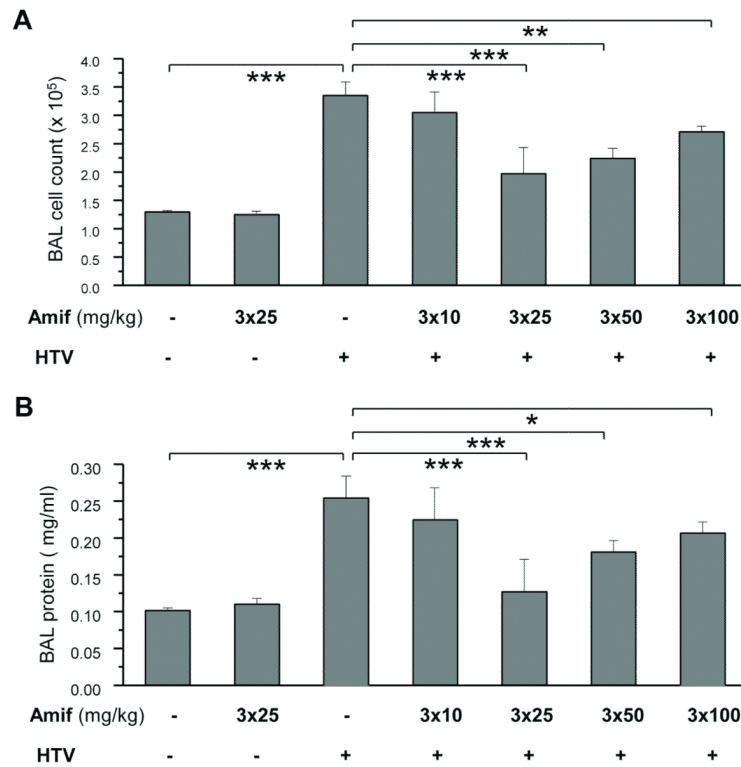 A
**
***
*** ***
BAL cell count (x 10⁵)
4.0
3.5
3.0
2.5
2.0
1.5
1.0
0.5
0.0
Amif (mg/kg) - 3x25 - 3x10 3x25 3x50 3x100
HTV - - + + + + +
B
*
***
*** ***
BAL protein ( mg/ml)
0.30
0.25
0.20
0.15
0.10
0.05
0.00
Amif (mg/kg) - 3x25 - 3x10 3x25 3x50 3x100
HTV - - + + + + +